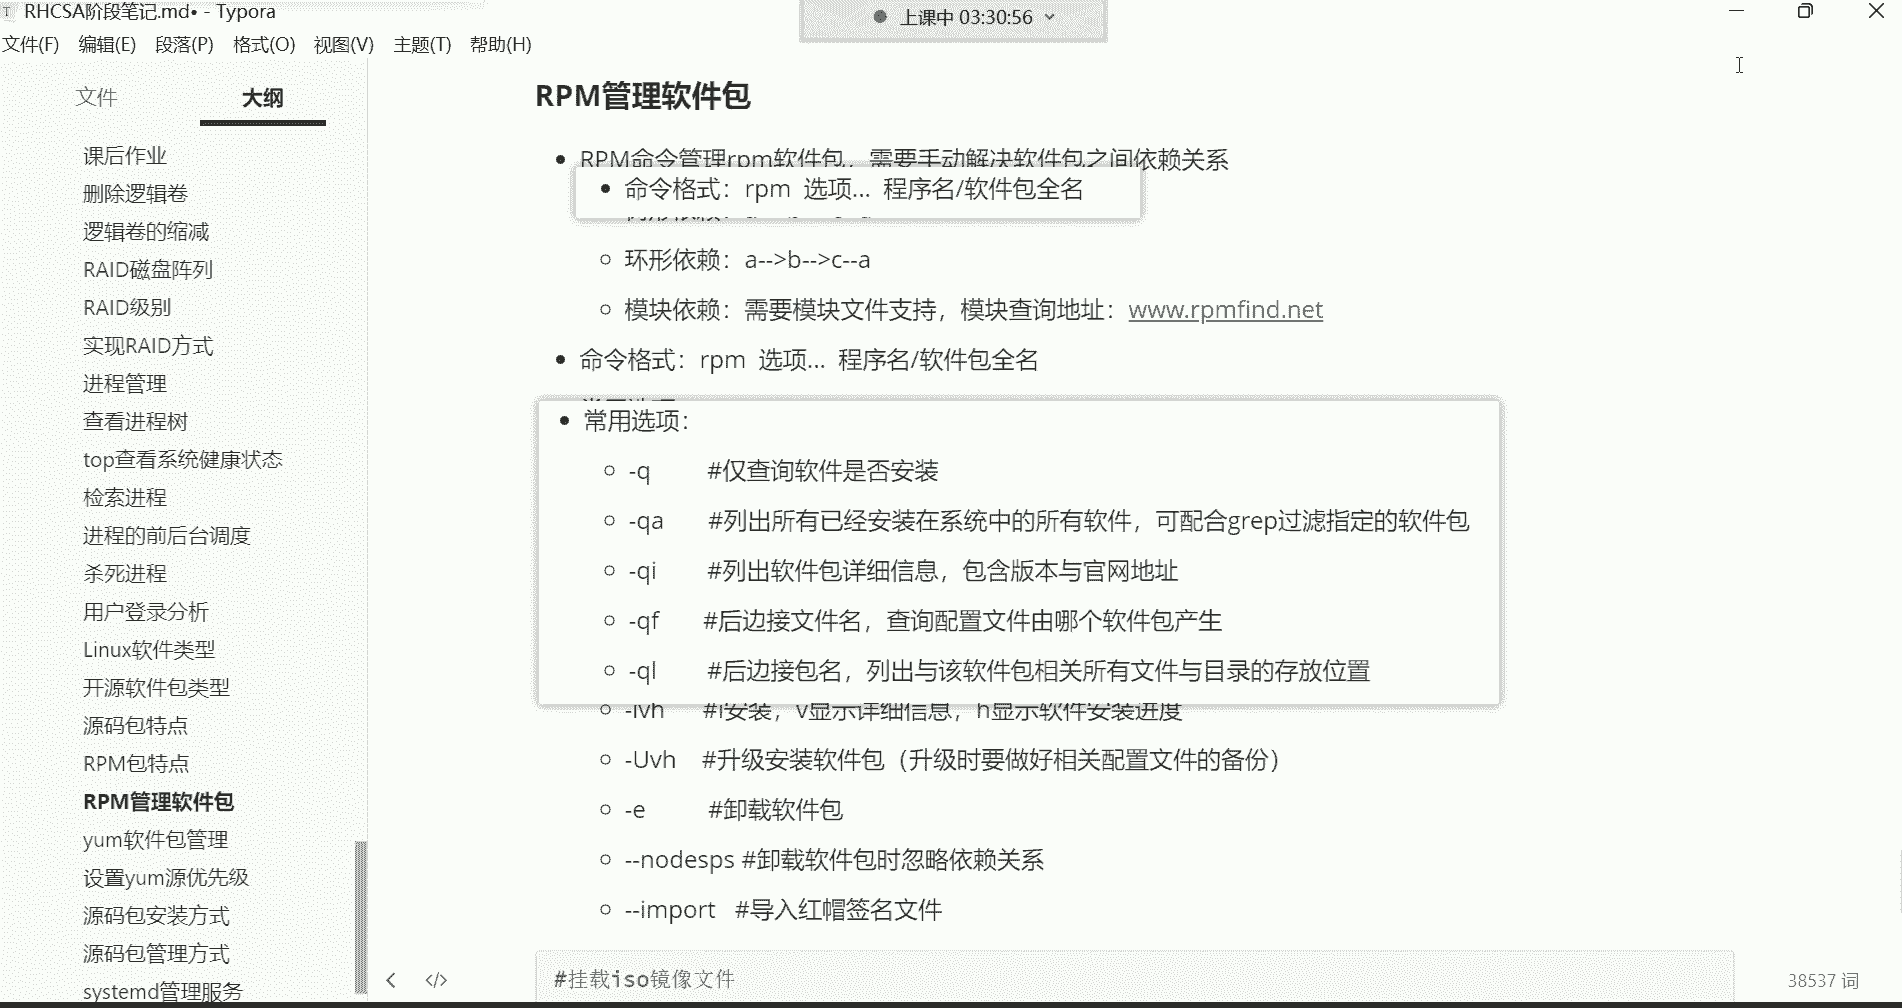 RHCSA阶段笔记.md• - Typora
上课中 03:30:56
文件(F) 编辑(E) 段落(P) 格式(O) 视图(V) 主题(T) 帮助(H)
文件 大纲
课后作业
删除逻辑卷
逻辑卷的缩减
RAID磁盘阵列
RAID级别
实现RAID方式
进程管理
查看进程树
top查看系统健康状态
检索进程
进程的前后台调度
杀死进程
用户登录分析
Linux软件类型
开源软件包类型
源码包特点
RPM包特点
RPM管理软件包
yum软件包管理
设置yum源优先级
源码包安装方式
源码包管理方式
systemd管理服务
RPM管理软件包
RPM命令管理rpm软件包，需要手动解决软件包之间依赖关系
命令格式：rpm 选项... 程序名/软件包全名
环形依赖：a-->b-->c--a
模块依赖：需要模块文件支持，模块查询地址：www.rpmfind.net
命令格式：rpm 选项... 程序名/软件包全名
常用选项：
-q #仅查询软件是否安装
-qa #列出所有已经安装在系统中的所有软件，可配合grep过滤指定的软件包
-qi #列出软件包详细信息，包含版本与官网地址
-qf #后边接文件名，查询配置文件由哪个软件包产生
-ql #后边接包名，列出与该软件包相关所有文件与目录的存放位置
-ivh #i安装，v显示详细信息，h显示软件安装进度
-Uvh #升级安装软件包（升级时要做好相关配置文件的备份）
-e #卸载软件包
--nodesps #卸载软件包时忽略依赖关系
--import #导入红帽签名文件
#挂载iso镜像文件
38537 词